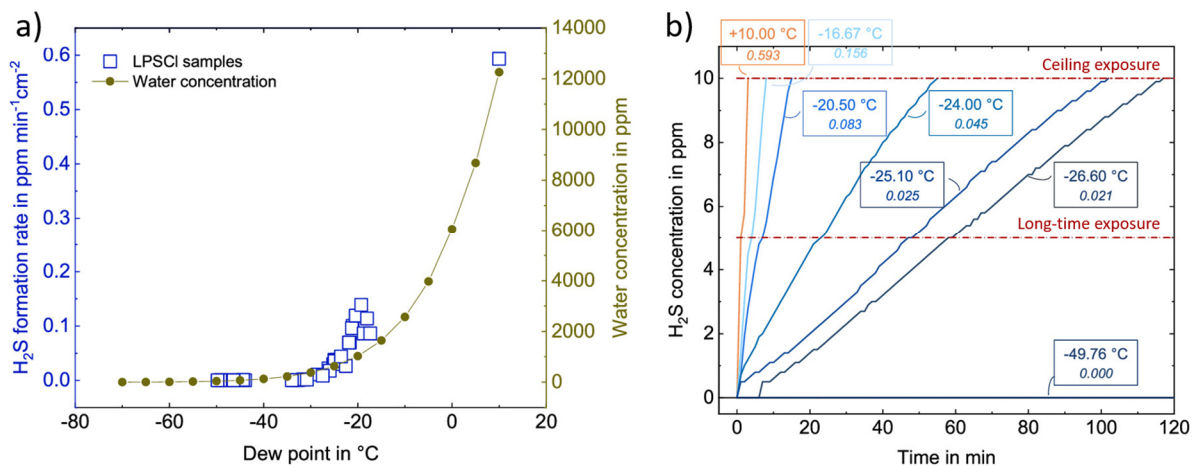 a)
H₂S formation rate in ppm min⁻¹cm⁻²
0.6
0.5
0.4
0.3
0.2
0.1
0.0
LPSCl samples
Water concentration
14000
12000
10000
8000
6000
4000
2000
0
Water concentration in ppm
-80
-60
-40
-20
0
20
Dew point in °C
b)
H₂S concentration in ppm
10
8
6
4
2
0
+10.00 °C
0.593
-16.67 °C
0.156
Ceiling exposure
-20.50 °C
0.083
-24.00 °C
0.045
-25.10 °C
0.025
-26.60 °C
0.021
Long-time exposure
-49.76 °C
0.000
0
20
40
60
80
100
120
Time in min